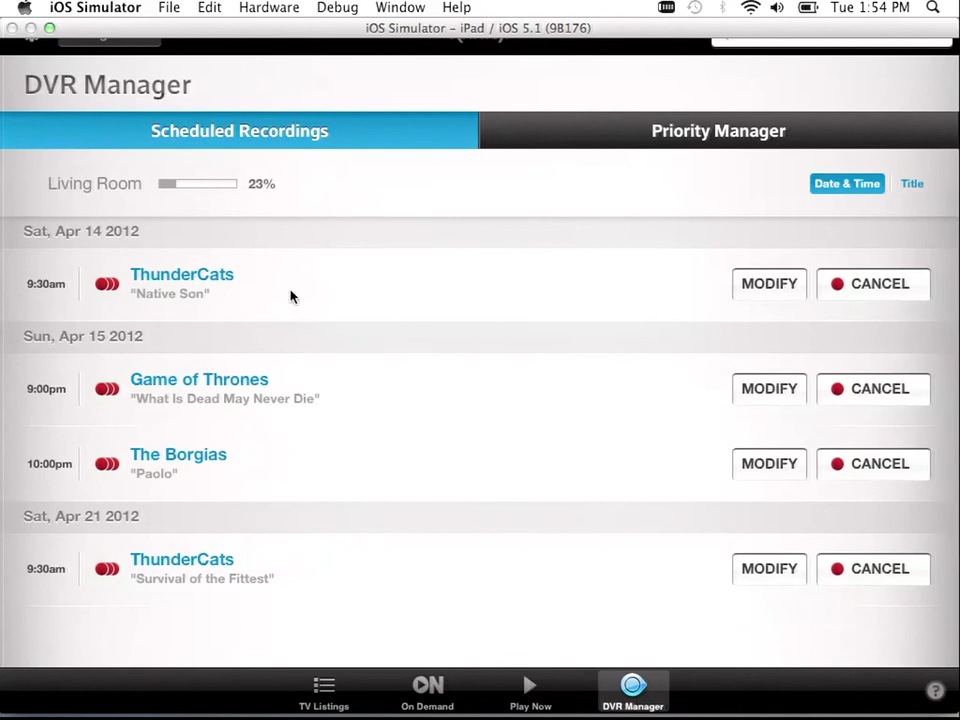 iOS Simulator File Edit Hardware Debug Window Help Tue 1:54 PM
iOS Simulator – iPad / iOS 5.1 (9B176)
DVR Manager
Scheduled Recordings Priority Manager
Living Room 23% Date & Time Title
Sat, Apr 14 2012
9:30am ThunderCats MODIFY CANCEL
"Native Son"
Sun, Apr 15 2012
9:00pm Game of Thrones MODIFY CANCEL
"What Is Dead May Never Die"
10:00pm The Borgias MODIFY CANCEL
"Paolo"
Sat, Apr 21 2012
9:30am ThunderCats MODIFY CANCEL
"Survival of the Fittest"
ON ?
TV Listings On Demand Play Now DVR Manager